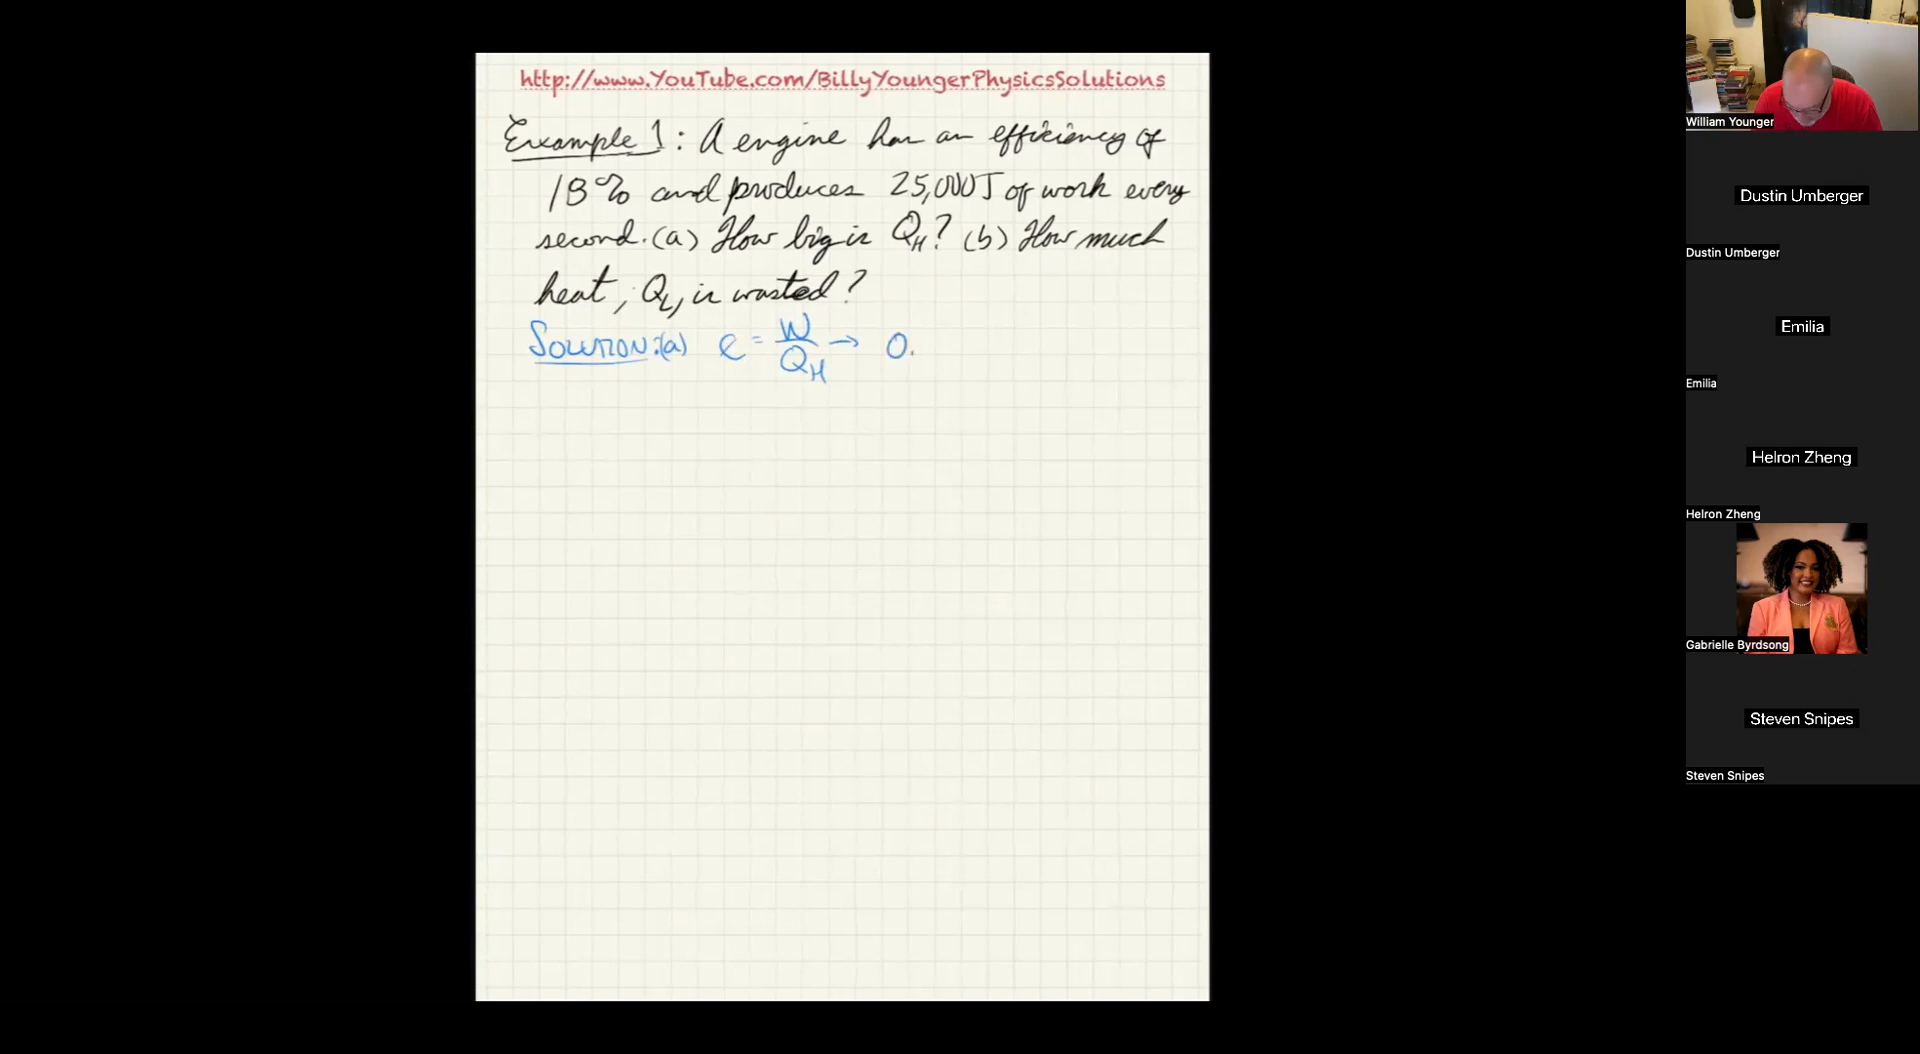 http://www.YouTube.com/BillyYoungerPhysicsSolutions
Example 1: A engine has an efficiency of
18% and produces 25,000J of work every
second. (a) How big is QH? (b) How much
heat, QL, is wasted?
SOLUTION: (a) e = W/QH → 0.
William Younger
Dustin Umberger
Dustin Umberger
Emilia
Emilia
Helron Zheng
Helron Zheng
Gabrielle Byrdsong
Steven Snipes
Steven Snipes